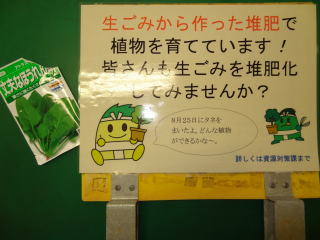 生ごみから作った堆肥で
植物を育てています！
皆さんも生ごみを堆肥化
してみませんか？
8月25日にタネを
まいたよ。どんな植物
ができるかな～。
詳しくは資源対策課まで